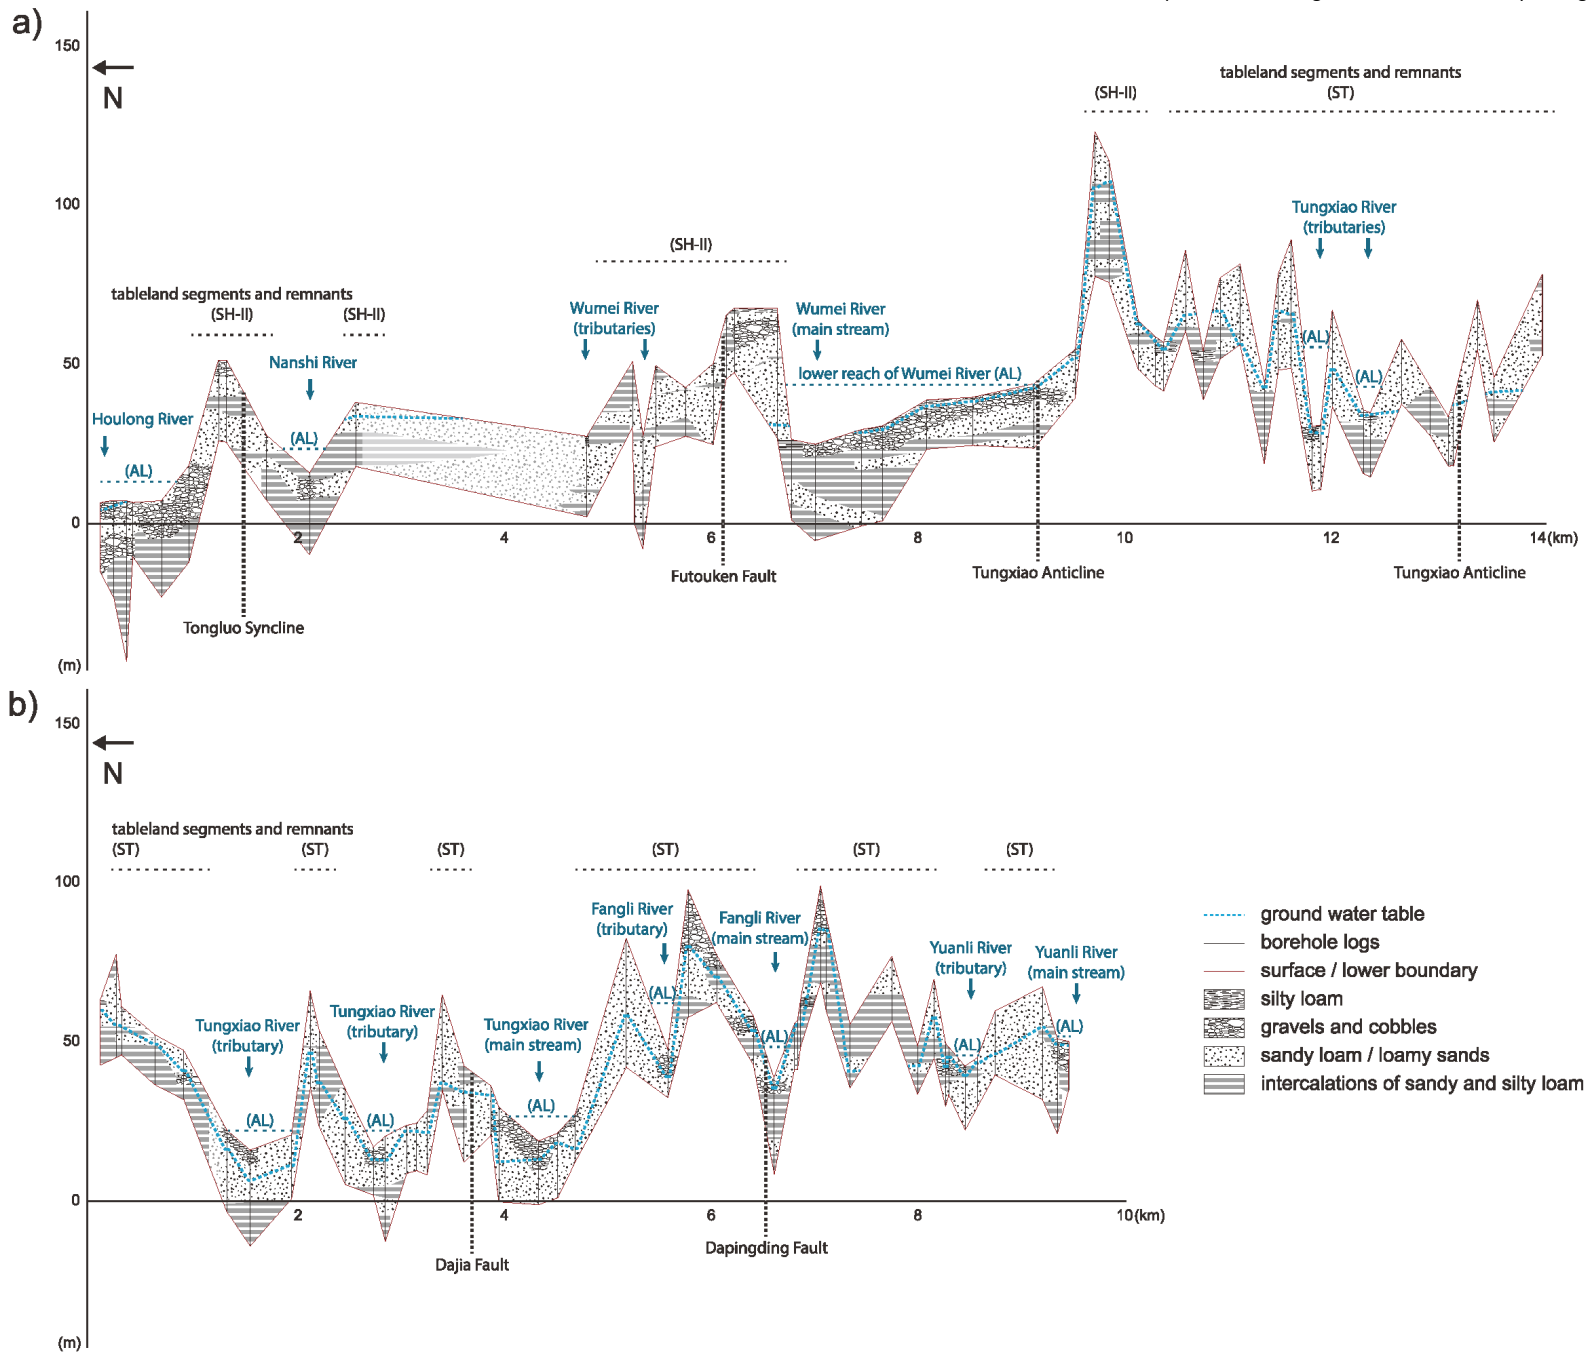 a)
150
N
tableland segments and remnants
(SH-II)
(ST)
100
Tungxiao River
(tributaries)
(SH-II)
tableland segments and remnants
(SH-II)
(SH-II)
Wumei River
(tributaries)
Wumei River
(main stream)
50
Nanshi River
(AL)
lower reach of Wumei River (AL)
(AL)
Houlong River
(AL)
(AL)
0
2
4
6
8
10
12
14(km)
Futouken Fault
Tungxiao Anticline
Tungxiao Anticline
Tongluo Syncline
(m)
b)
150
N
tableland segments and remnants
(ST)
(ST)
(ST)
(ST)
(ST)
(ST)
100
Fangli River
(tributary)
Fangli River
(main stream)
Yuanli River
(tributary)
Yuanli River
(main stream)
(AL)
Tungxiao River
(tributary)
Tungxiao River
(tributary)
Tungxiao River
(main stream)
50
(AL)
(AL)
(AL)
(AL)
(AL)
(AL)
0
2
4
6
8
10(km)
Dajia Fault
Dapingding Fault
(m)
ground water table
borehole logs
surface / lower boundary
silty loam
gravels and cobbles
sandy loam / loamy sands
intercalations of sandy and silty loam